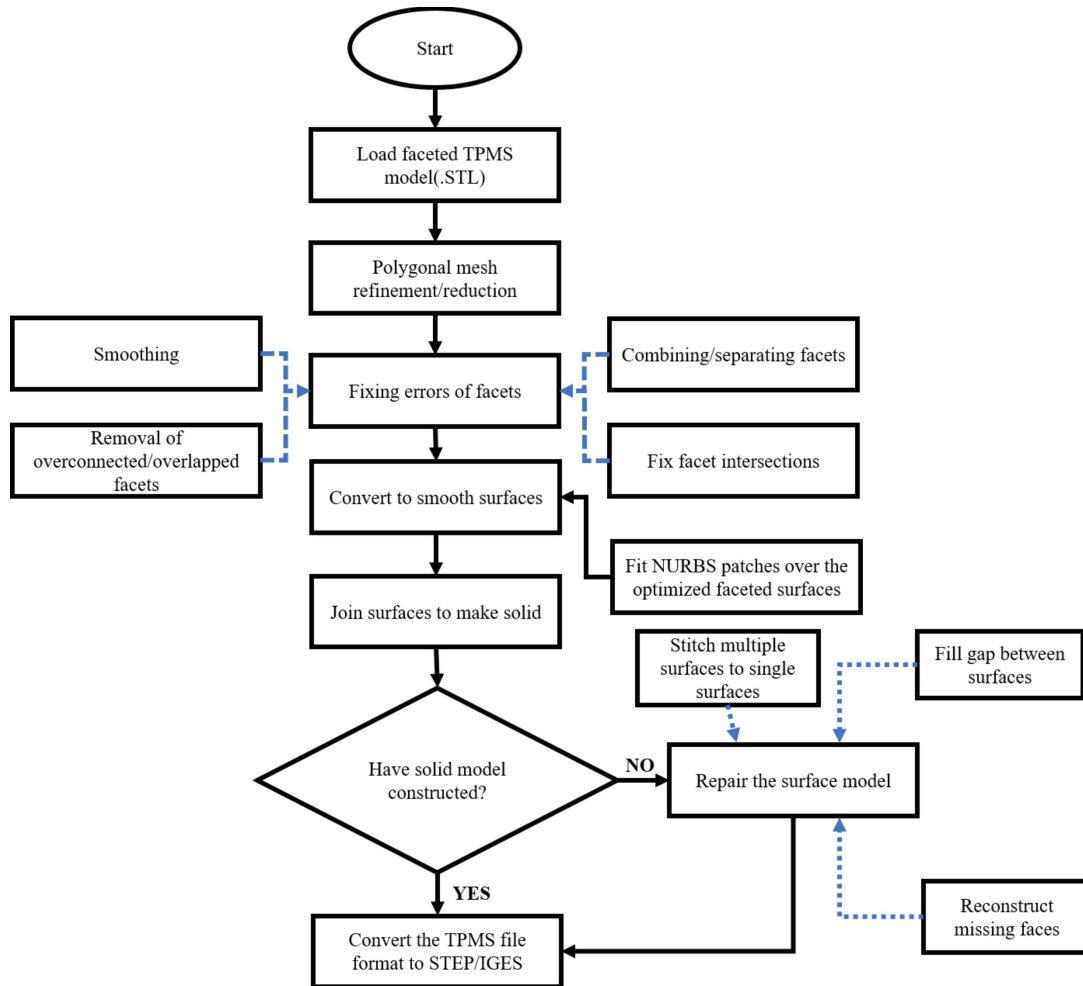 Start
Load faceted TPMS
model(.STL)
Polygonal mesh
refinement/reduction
Smoothing
Combining/separating facets
Fixing errors of facets
Removal of
overconnected/overlapped
facets
Fix facet intersections
Convert to smooth surfaces
Fit NURBS patches over the
optimized faceted surfaces
Join surfaces to make solid
Stitch multiple
surfaces to single
surfaces
Fill gap between
surfaces
Have solid model
constructed?
NO
Repair the surface model
YES
Reconstruct
missing faces
Convert the TPMS file
format to STEP/IGES